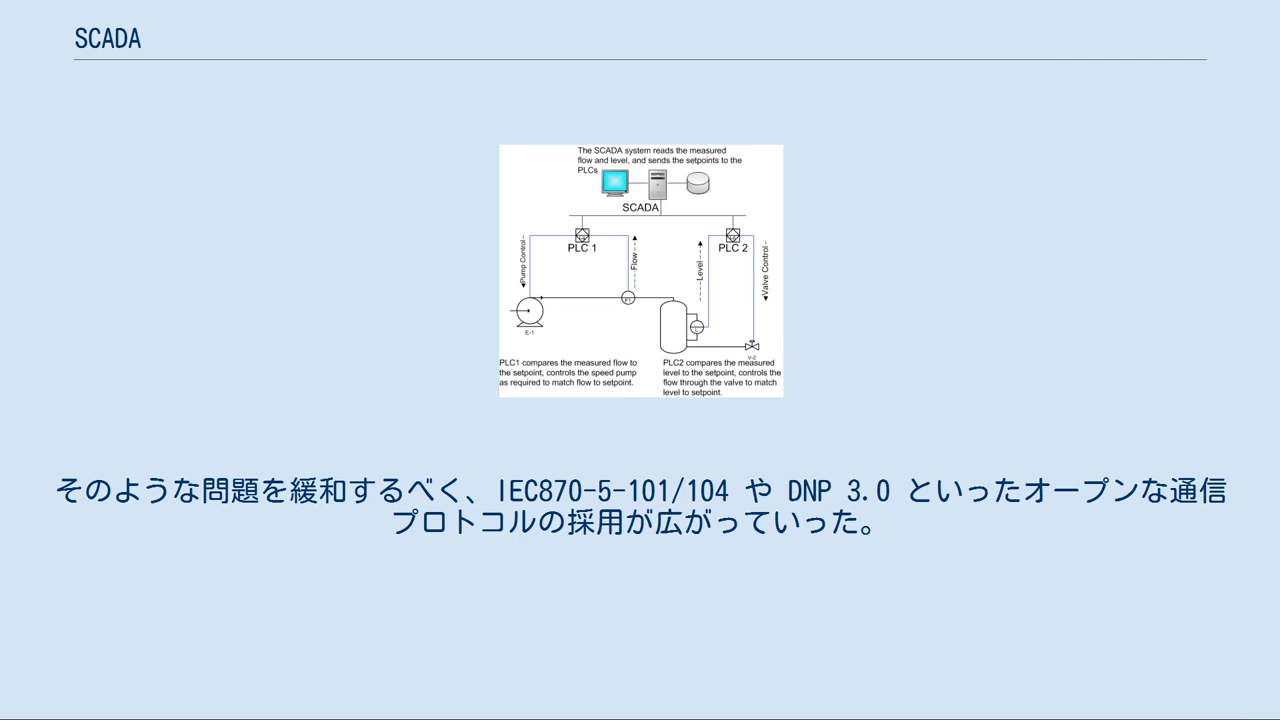 SCADA
The SCADA system reads the measured
flow and level, and sends the setpoints to the
PLCs
SCADA
PLC 1
PLC 2
Pump Control
Flow
Level
Valve Control
E-1
V-2
PLC1 compares the measured flow to
the setpoint, controls the speed pump
as required to match flow to setpoint.
PLC2 compares the measured
level to the setpoint, controls the
flow through the valve to match
level to setpoint.
そのような問題を緩和するべく、IEC870-5-101/104 や DNP 3.0 といったオープンな通信
プロトコルの採用が広がっていった。